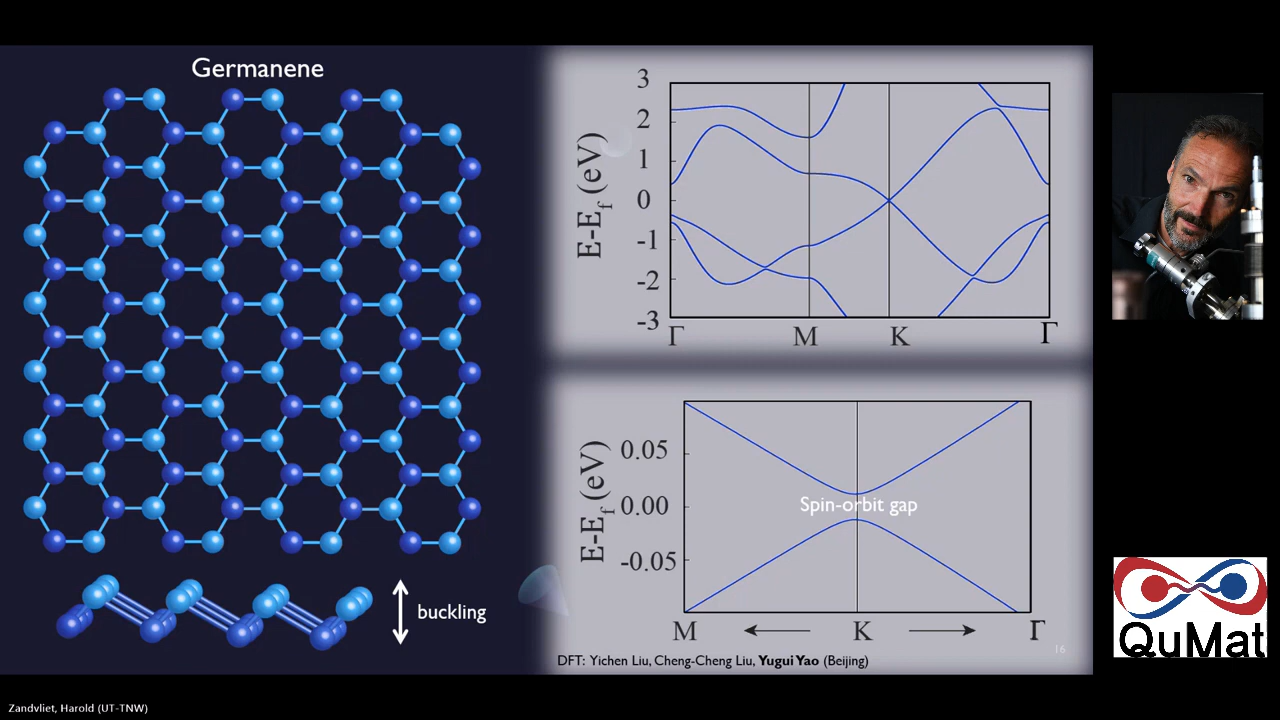 Germanene
buckling
3
2
1
0
-1
-2
-3
E-E_f (eV)
Γ M K Γ
0.05
0.00
-0.05
E-E_f (eV)
Spin-orbit gap
M K Γ
DFT: Yichen Liu, Cheng-Cheng Liu, Yugui Yao (Beijing)
16
QuMat
Zandvliet, Harold (UT-TNW)